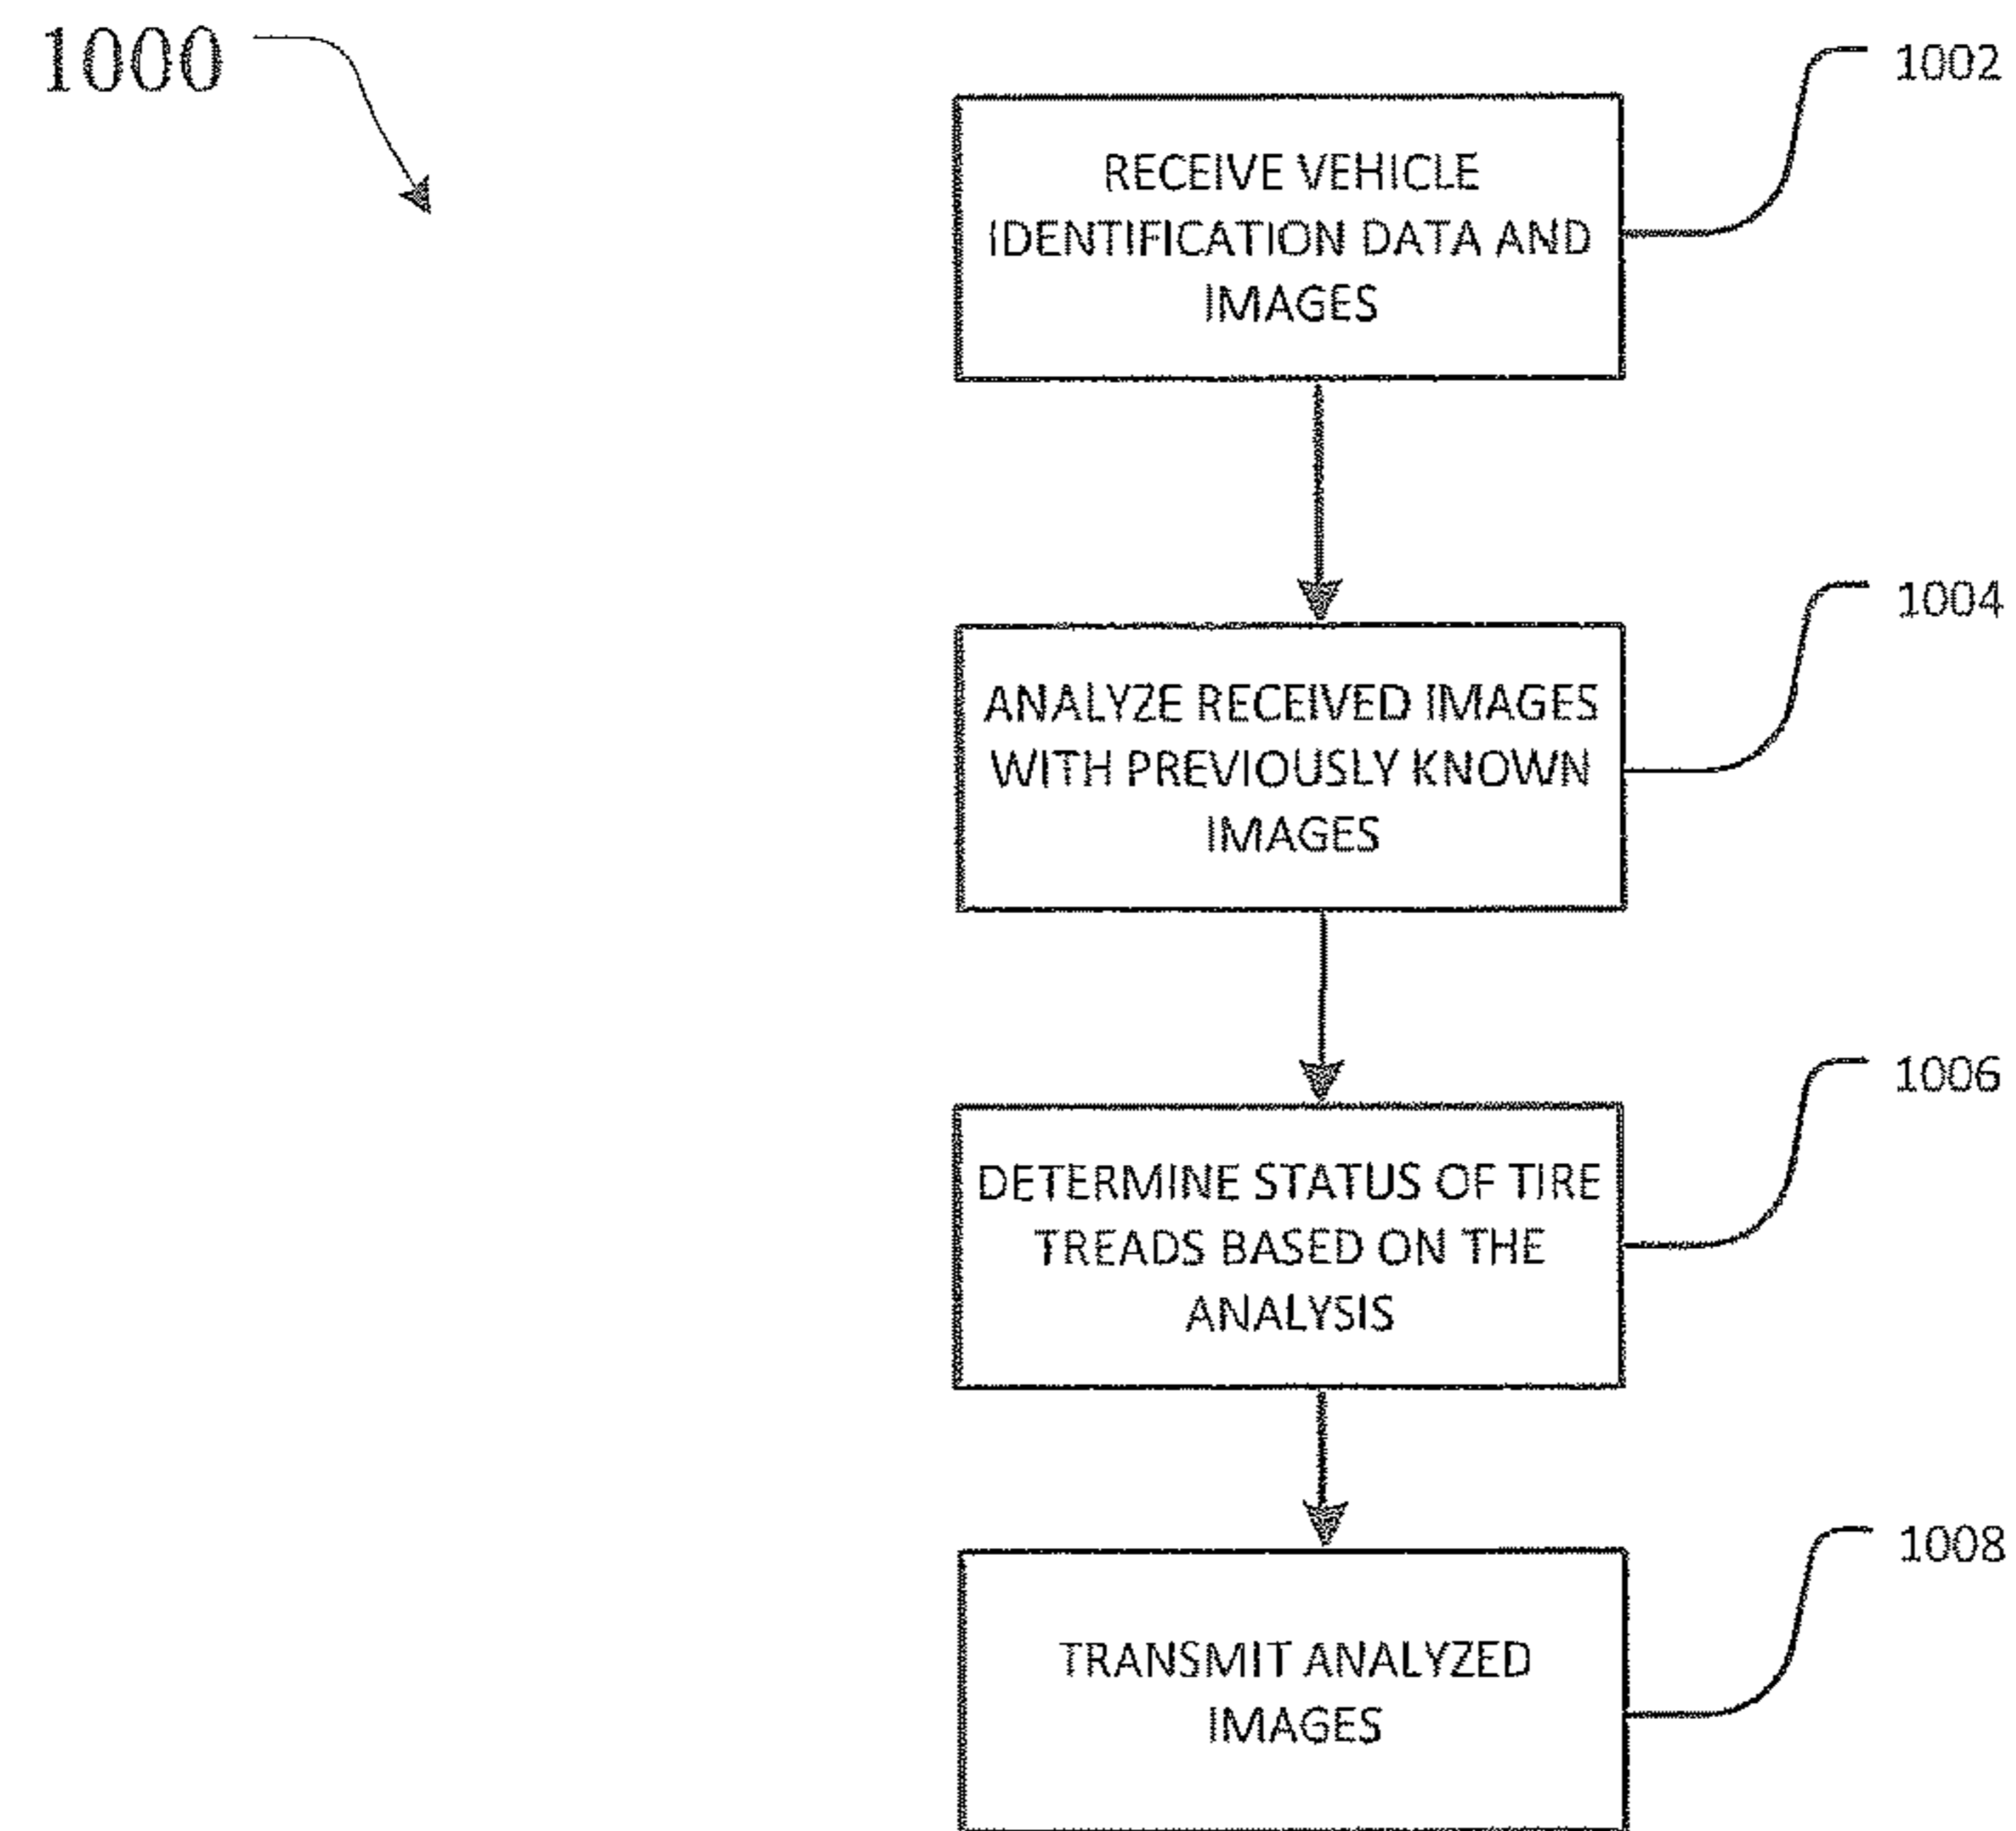 1000
1002
RECEIVE VEHICLE
IDENTIFICATION DATA AND
IMAGES
1004
ANALYZE RECEIVED IMAGES
WITH PREVIOUSLY KNOWN
IMAGES
1006
DETERMINE STATUS OF TIRE
TREADS BASED ON THE
ANALYSIS
1008
TRANSMIT ANALYZED
IMAGES